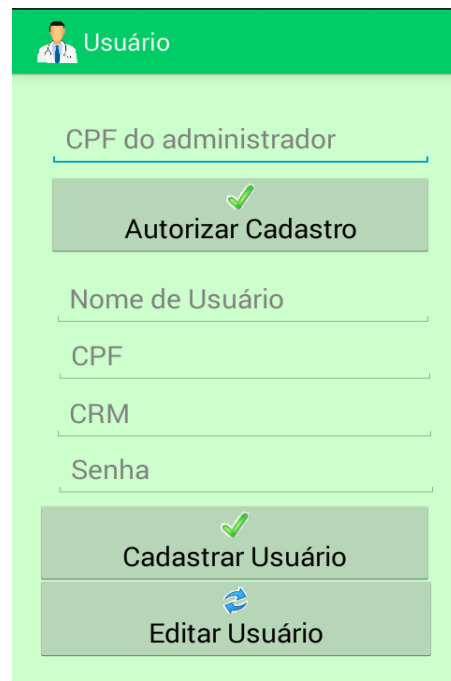 Usuário
CPF do administrador
Autorizar Cadastro
Nome de Usuário
CPF
CRM
Senha
Cadastrar Usuário
Editar Usuário